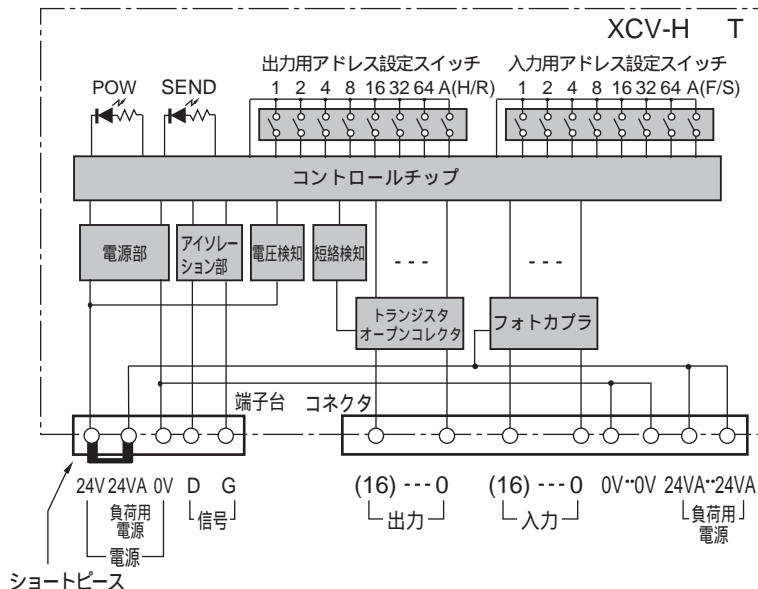 XCV-H T
出力用アドレス設定スイッチ 入力用アドレス設定スイッチ
POW SEND 1 2 4 8 16 32 64 A(H/R) 1 2 4 8 16 32 64 A(F/S)
コントロールチップ
電源部 アイソレー
ション部 電圧検知 短絡検知 --- ---
トランジスタ
オープンコレクタ フォトカプラ
端子台 コネクタ
24V 24VA 0V D G (16) --- 0 (16) --- 0 0V--0V 24VA--24VA
負荷用
電源 信号 出力 入力 負荷用
電源
電源
ショートピース